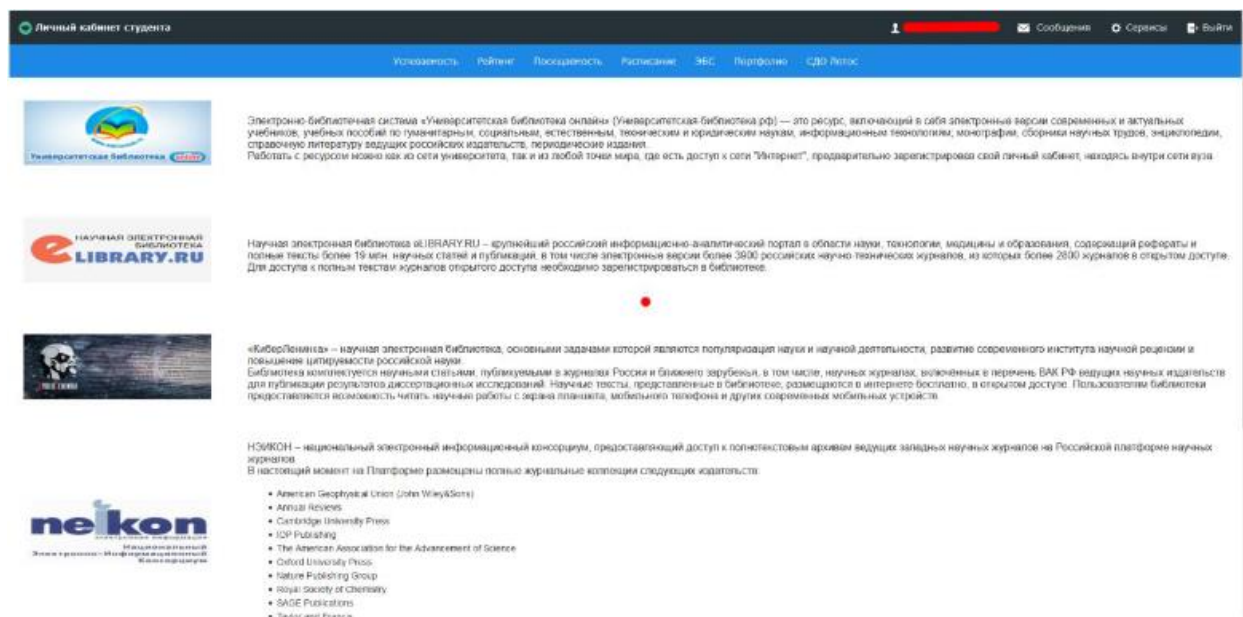 Личный кабинет студента
Сообщения Сервисы Выйти
Успеваемость Рейтинг Посещаемость Расписание ЭБС Портфолио СДО Лотос
Университетская библиотека online
Электронно-библиотечная система «Университетская библиотека онлайн» (Университетская-библиотека.рф) — это ресурс, включающий в себя электронные версии современных и актуальных
учебников, учебных пособий по гуманитарным, социальным, естественным, техническим и юридическим наукам, информационным технологиям; монографии, сборники научных трудов, энциклопедии,
справочную литературу ведущих российских издательств, периодические издания.
Работать с ресурсом можно как из сети университета, так и из любой точки мира, где есть доступ к сети "Интернет", предварительно зарегистрировав свой личный кабинет, находясь внутри сети вуза.
НАУЧНАЯ ЭЛЕКТРОННАЯ
БИБЛИОТЕКА
eLIBRARY.RU
Научная электронная библиотека eLIBRARY.RU – крупнейший российский информационно-аналитический портал в области науки, технологии, медицины и образования, содержащий рефераты и
полные тексты более 19 млн. научных статей и публикаций, в том числе электронные версии более 3900 российских научно-технических журналов, из которых более 2800 журналов в открытом доступе.
Для доступа к полным текстам журналов открытого доступа необходимо зарегистрироваться в библиотеке.
«КиберЛенинка» – научная электронная библиотека, основными задачами которой являются популяризация науки и научной деятельности, развитие современного института научной рецензии и
повышение цитируемости российской науки.
Библиотека комплектуется научными статьями, публикуемыми в журналах России и ближнего зарубежья, в том числе, научных журналах, включённых в перечень ВАК РФ ведущих научных издательств
для публикации результатов диссертационных исследований. Научные тексты, представленные в библиотеке, размещаются в интернете бесплатно, в открытом доступе. Пользователям библиотеки
предоставляется возможность читать научные работы с экрана планшета, мобильного телефона и других современных мобильных устройств.
НЭИКОН – национальный электронный информационный консорциум, предоставляющий доступ к полнотекстовым архивам ведущих западных научных журналов на Российской платформе научных
журналов.
В настоящий момент на Платформе размещены полные журнальные коллекции следующих издательств:
neikon
электронная информация
Национальный
Электронно-Информационный
Консорциум
• American Geophysical Union (John Wiley&Sons)
• Annual Reviews
• Cambridge University Press
• IOP Publishing
• The American Association for the Advancement of Science
• Oxford University Press
• Nature Publishing Group
• Royal Society of Chemistry
• SAGE Publications
• Taylor and Francis